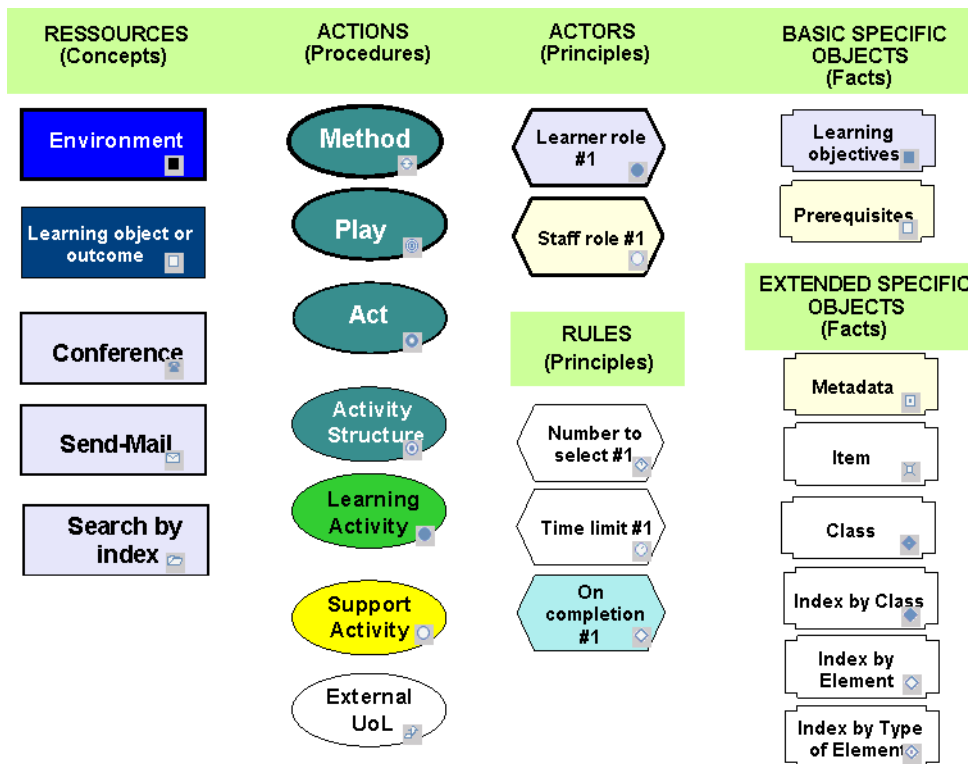 RESSOURCES
(Concepts)
Environment
Learning object or
outcome
Conference
Send-Mail
Search by
index
ACTIONS
(Procedures)
Method
Play
Act
Activity
Structure
Learning
Activity
Support
Activity
External
UoL
ACTORS
(Principles)
Learner role
#1
Staff role #1
RULES
(Principles)
Number to
select #1
Time limit #1
On
completion
#1
BASIC SPECIFIC
OBJECTS
(Facts)
Learning
objectives
Prerequisites
EXTENDED SPECIFIC
OBJECTS
(Facts)
Metadata
Item
Class
Index by Class
Index by
Element
Index by Type
of Element